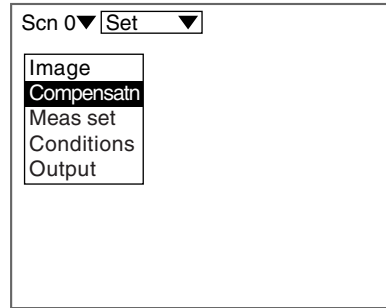 Scn 0▼ Set ▼
Image
Compensatn
Meas set
Conditions
Output